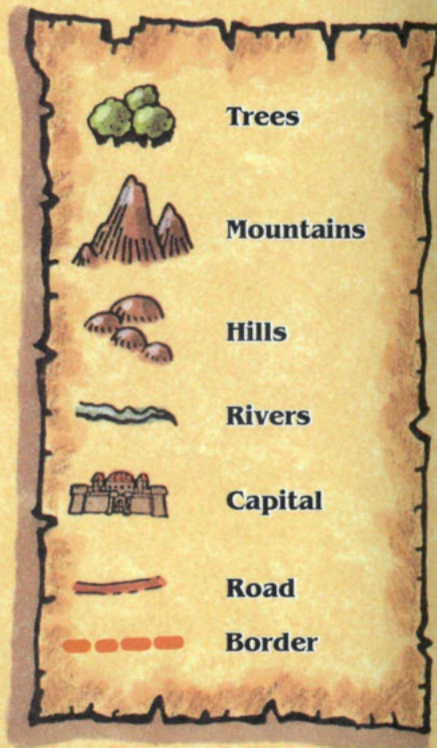 Trees
Mountains
Hills
Rivers
Capital
Road
Border